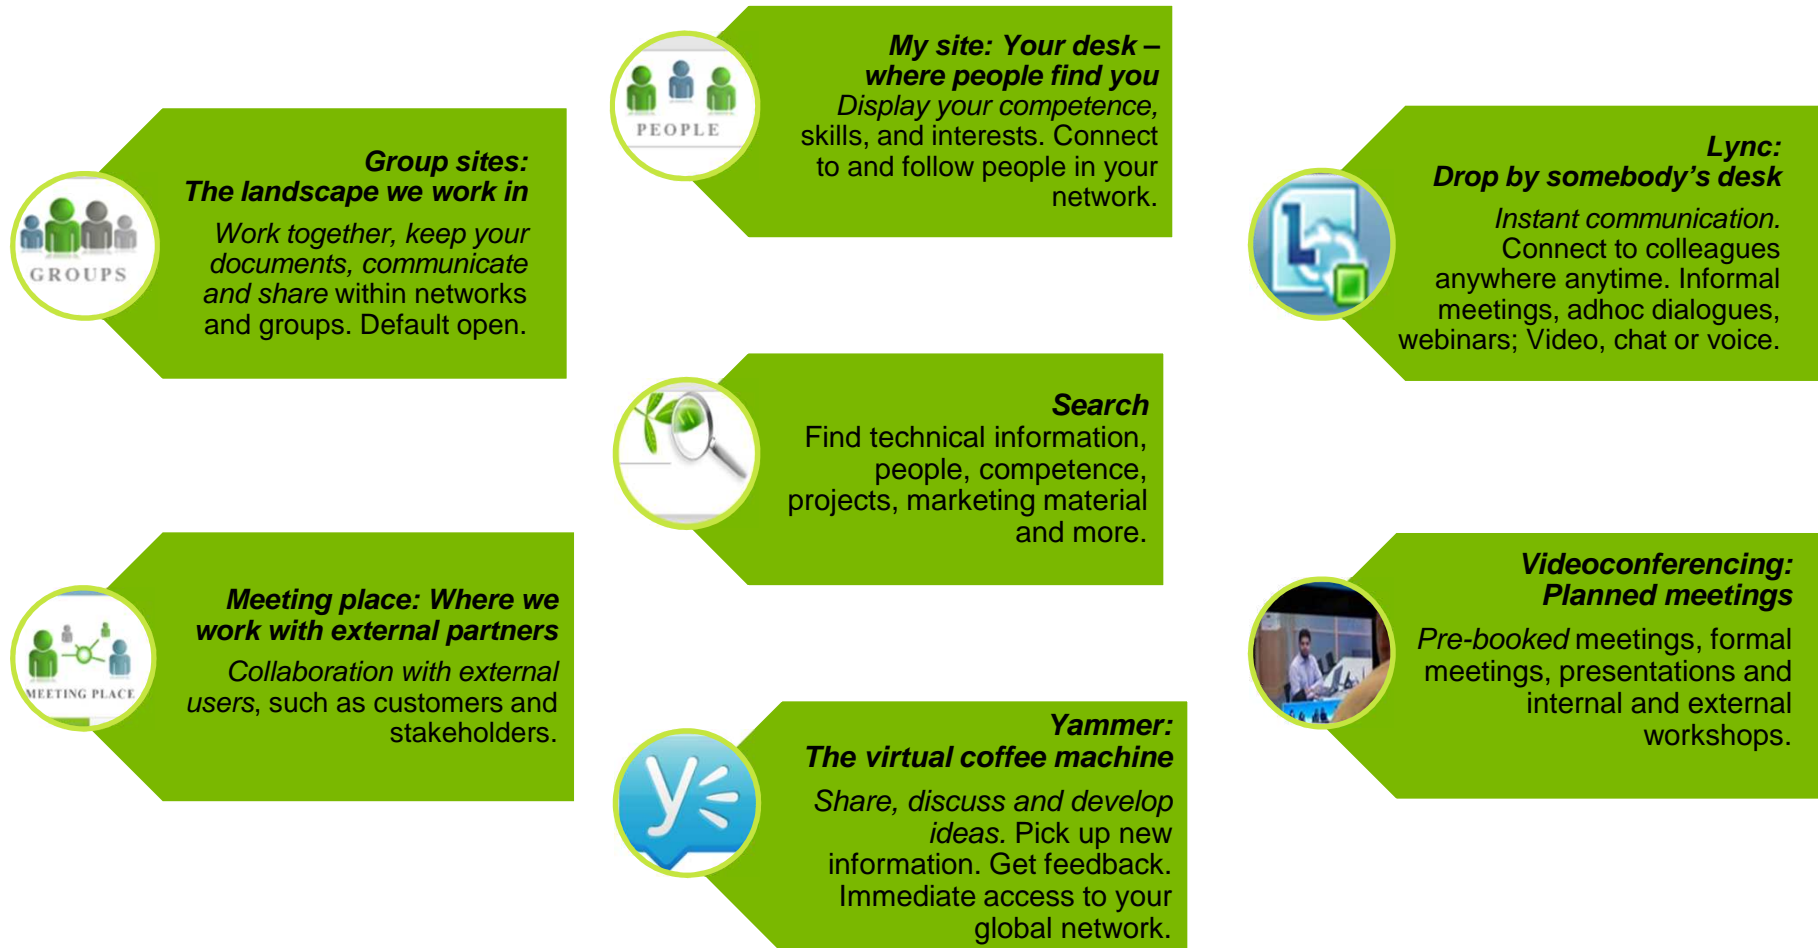 GROUPS
Group sites:
The landscape we work in
Work together, keep your
documents, communicate
and share within networks
and groups. Default open.
MEETING PLACE
Meeting place: Where we
work with external partners
Collaboration with external
users, such as customers and
stakeholders.
PEOPLE
My site: Your desk –
where people find you
Display your competence,
skills, and interests. Connect
to and follow people in your
network.
Search
Find technical information,
people, competence,
projects, marketing material
and more.
Yammer:
The virtual coffee machine
Share, discuss and develop
ideas. Pick up new
information. Get feedback.
Immediate access to your
global network.
Lync:
Drop by somebody’s desk
Instant communication.
Connect to colleagues
anywhere anytime. Informal
meetings, adhoc dialogues,
webinars; Video, chat or voice.
Videoconferencing:
Planned meetings
Pre-booked meetings, formal
meetings, presentations and
internal and external
workshops.